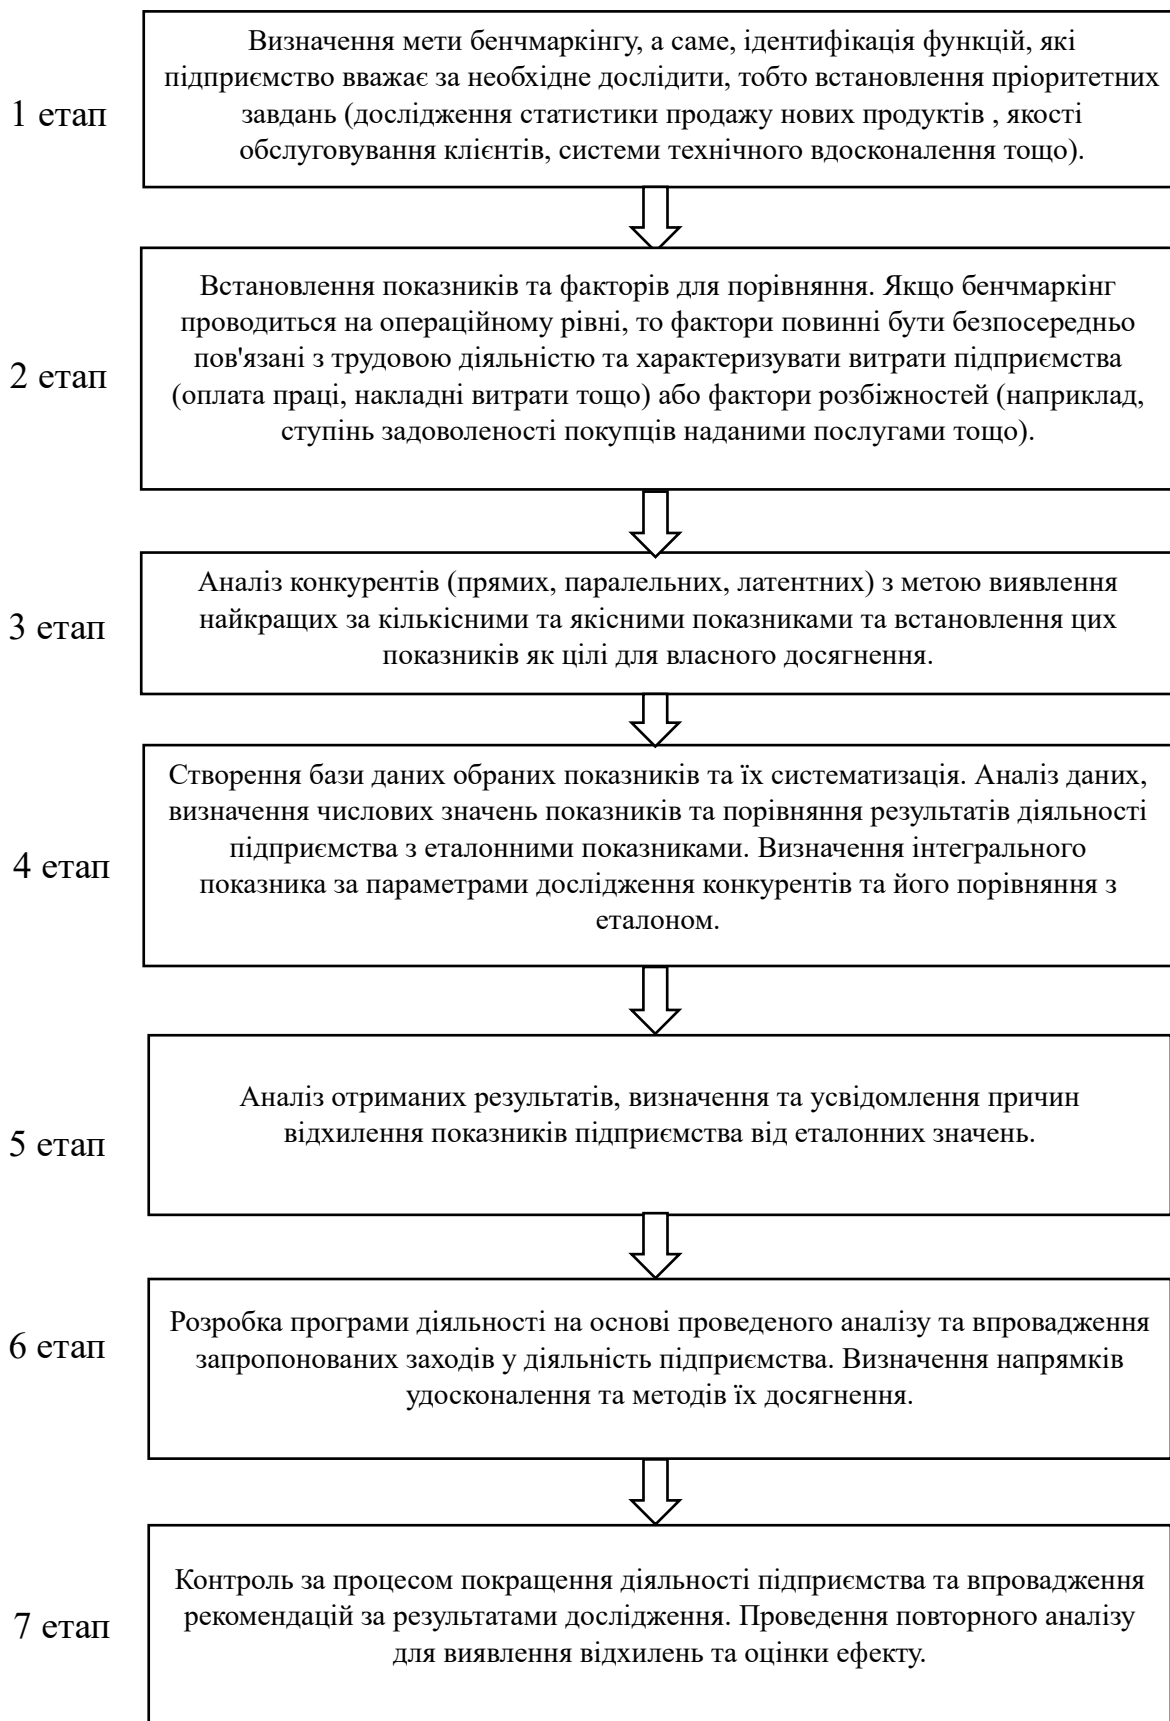 Визначення мети бенчмаркінгу, а саме, ідентифікація функцій, які
підприємство вважає за необхідне дослідити, тобто встановлення пріоритетних
завдань (дослідження статистики продажу нових продуктів , якості
обслуговування клієнтів, системи технічного вдосконалення тощо).
1 етап
Встановлення показників та факторів для порівняння. Якщо бенчмаркінг
проводиться на операційному рівні, то фактори повинні бути безпосередньо
пов'язані з трудовою діяльністю та характеризувати витрати підприємства
(оплата праці, накладні витрати тощо) або фактори розбіжностей (наприклад,
ступінь задоволеності покупців наданими послугами тощо).
2 етап
Аналіз конкурентів (прямих, паралельних, латентних) з метою виявлення
найкращих за кількісними та якісними показниками та встановлення цих
показників як цілі для власного досягнення.
3 етап
Створення бази даних обраних показників та їх систематизація. Аналіз даних,
визначення числових значень показників та порівняння результатів діяльності
підприємства з еталонними показниками. Визначення інтегрального
показника за параметрами дослідження конкурентів та його порівняння з
еталоном.
4 етап
Аналіз отриманих результатів, визначення та усвідомлення причин
відхилення показників підприємства від еталонних значень.
5 етап
Розробка програми діяльності на основі проведеного аналізу та впровадження
запропонованих заходів у діяльність підприємства. Визначення напрямків
удосконалення та методів їх досягнення.
6 етап
Контроль за процесом покращення діяльності підприємства та впровадження
рекомендацій за результатами дослідження. Проведення повторного аналізу
для виявлення відхилень та оцінки ефекту.
7 етап